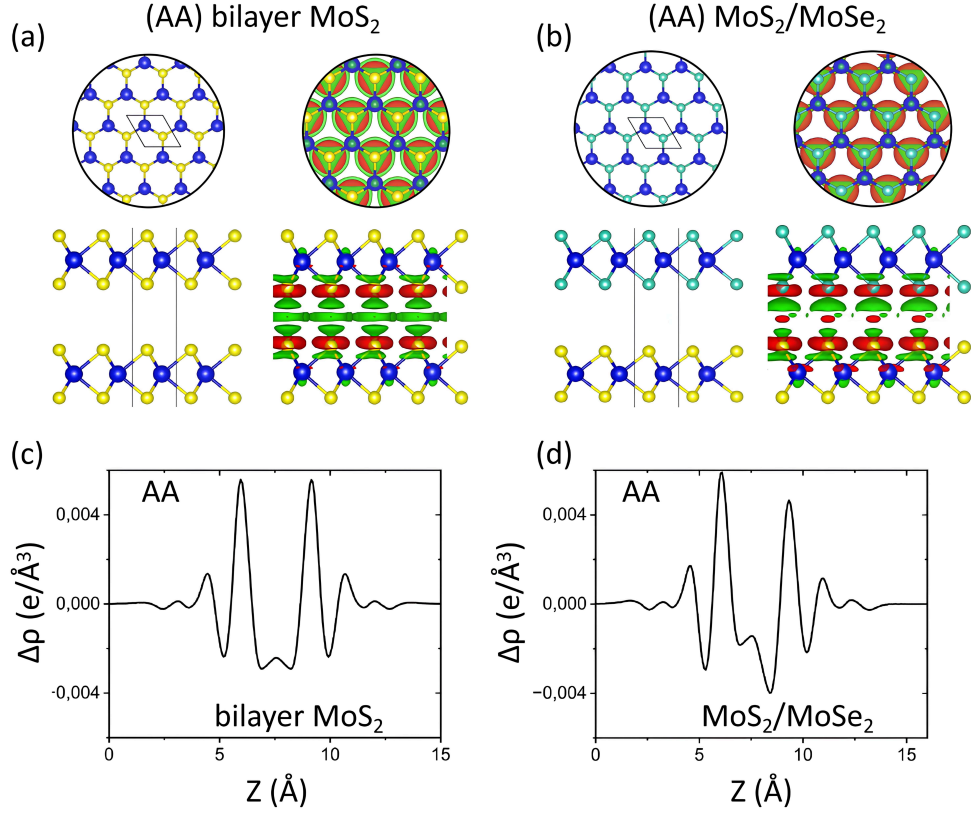 (AA) bilayer MoS₂
(AA) MoS₂/MoSe₂
(a)
(b)
(c)
(d)
AA
0,004
0,000
-0,004
Δρ (e/Å³)
bilayer MoS₂
0
5
10
15
Z (Å)
AA
0,004
0,000
−0,004
Δρ (e/Å³)
MoS₂/MoSe₂
0
5
10
15
Z (Å)